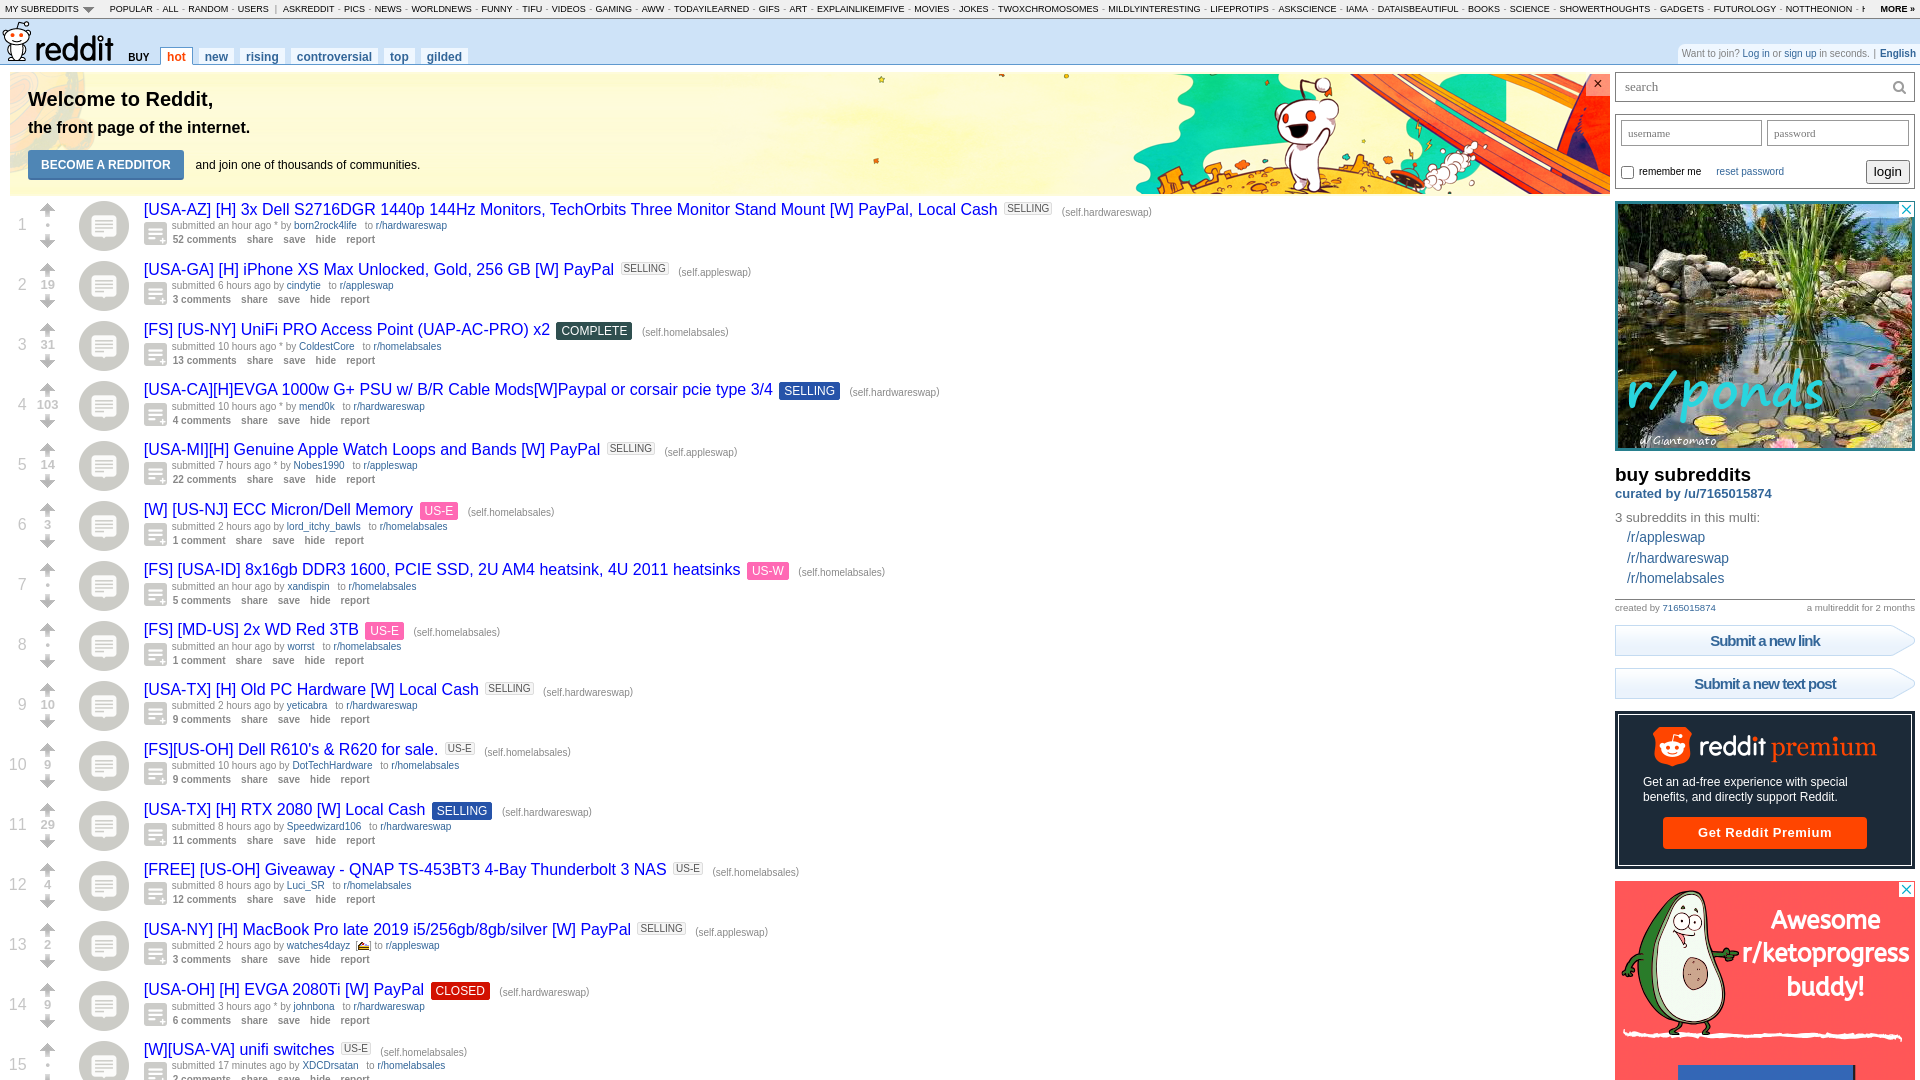 MY SUBREDDITS POPULAR - ALL - RANDOM - USERS | ASKREDDIT - PICS - NEWS - WORLDNEWS - FUNNY - TIFU - VIDEOS - GAMING - AWW - TODAYILEARNED - GIFS - ART - EXPLAINLIKEIMFIVE - MOVIES - JOKES - TWOXCHROMOSOMES - MILDLYINTERESTING - LIFEPROTIPS - ASKSCIENCE - IAMA - DATAISBEAUTIFUL - BOOKS - SCIENCE - SHOWERTHOUGHTS - GADGETS - FUTUROLOGY - NOTTHEONION - MORE »
reddit BUY hot new rising controversial top gilded
Want to join? Log in or sign up in seconds. | English
Welcome to Reddit,
the front page of the internet.
BECOME A REDDITOR and join one of thousands of communities.
×
1
[USA-AZ] [H] 3x Dell S2716DGR 1440p 144Hz Monitors, TechOrbits Three Monitor Stand Mount [W] PayPal, Local Cash SELLING (self.hardwareswap)
•
submitted an hour ago * by born2rock4life to r/hardwareswap
52 comments share save hide report
2
19
[USA-GA] [H] iPhone XS Max Unlocked, Gold, 256 GB [W] PayPal SELLING (self.appleswap)
submitted 6 hours ago by cindytie to r/appleswap
3 comments share save hide report
3
31
[FS] [US-NY] UniFi PRO Access Point (UAP-AC-PRO) x2 COMPLETE (self.homelabsales)
submitted 10 hours ago * by ColdestCore to r/homelabsales
13 comments share save hide report
4
103
[USA-CA][H]EVGA 1000w G+ PSU w/ B/R Cable Mods[W]Paypal or corsair pcie type 3/4 SELLING (self.hardwareswap)
submitted 10 hours ago * by mend0k to r/hardwareswap
4 comments share save hide report
5
14
[USA-MI][H] Genuine Apple Watch Loops and Bands [W] PayPal SELLING (self.appleswap)
submitted 7 hours ago * by Nobes1990 to r/appleswap
22 comments share save hide report
6
3
[W] [US-NJ] ECC Micron/Dell Memory US-E (self.homelabsales)
submitted 2 hours ago by lord_itchy_bawls to r/homelabsales
1 comment share save hide report
7
•
[FS] [USA-ID] 8x16gb DDR3 1600, PCIE SSD, 2U AM4 heatsink, 4U 2011 heatsinks US-W (self.homelabsales)
submitted an hour ago by xandispin to r/homelabsales
5 comments share save hide report
8
•
[FS] [MD-US] 2x WD Red 3TB US-E (self.homelabsales)
submitted an hour ago by worrst to r/homelabsales
1 comment share save hide report
9
10
[USA-TX] [H] Old PC Hardware [W] Local Cash SELLING (self.hardwareswap)
submitted 2 hours ago by yeticabra to r/hardwareswap
9 comments share save hide report
10
9
[FS][US-OH] Dell R610's & R620 for sale. US-E (self.homelabsales)
submitted 10 hours ago by DotTechHardware to r/homelabsales
9 comments share save hide report
11
29
[USA-TX] [H] RTX 2080 [W] Local Cash SELLING (self.hardwareswap)
submitted 8 hours ago by Speedwizard106 to r/hardwareswap
11 comments share save hide report
12
4
[FREE] [US-OH] Giveaway - QNAP TS-453BT3 4-Bay Thunderbolt 3 NAS US-E (self.homelabsales)
submitted 8 hours ago by Luci_SR to r/homelabsales
12 comments share save hide report
13
2
[USA-NY] [H] MacBook Pro late 2019 i5/256gb/8gb/silver [W] PayPal SELLING (self.appleswap)
submitted 2 hours ago by watches4dayz [] to r/appleswap
3 comments share save hide report
14
9
[USA-OH] [H] EVGA 2080Ti [W] PayPal CLOSED (self.hardwareswap)
submitted 3 hours ago * by johnbona to r/hardwareswap
6 comments share save hide report
15
•
[W][USA-VA] unifi switches US-E (self.homelabsales)
submitted 17 minutes ago by XDCDrsatan to r/homelabsales
2 comments share save hide report
search
username password
remember me reset password login
r/ponds
u/Giantomato
buy subreddits
curated by /u/7165015874
3 subreddits in this multi:
/r/appleswap
/r/hardwareswap
/r/homelabsales
created by 7165015874 a multireddit for 2 months
Submit a new link
Submit a new text post
reddit premium
Get an ad-free experience with special
benefits, and directly support Reddit.
Get Reddit Premium
Awesome
r/ketoprogress
buddy!